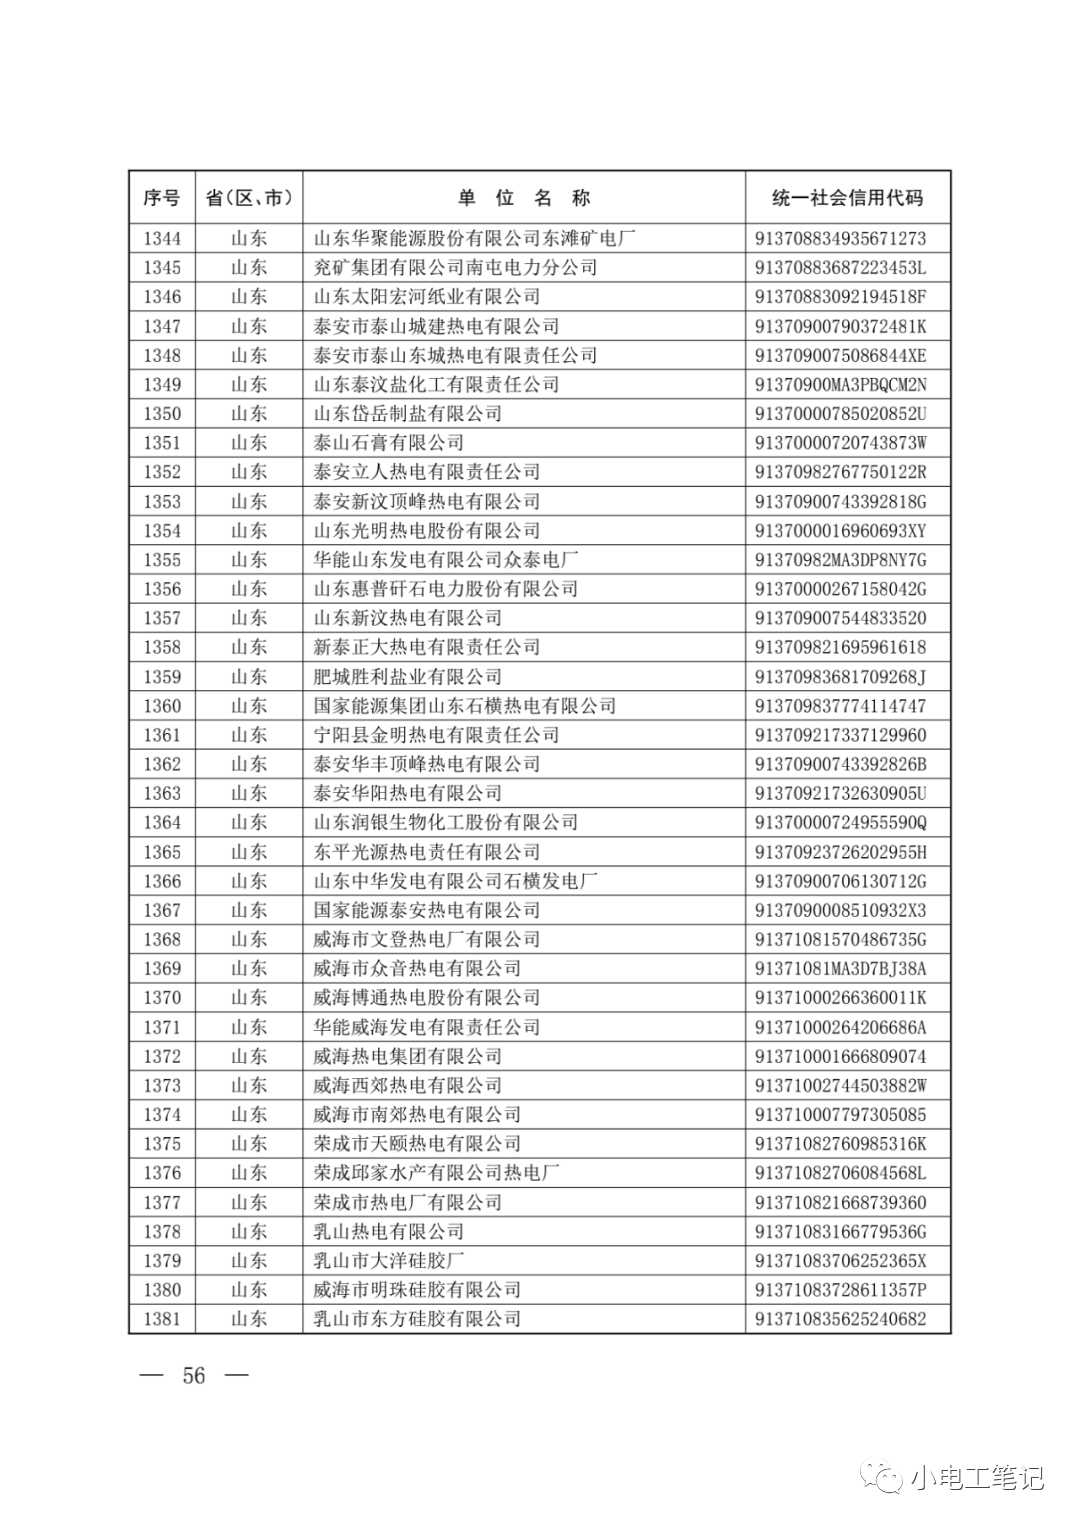 序号 省(区、市) 单 位 名 称 统一社会信用代码
1344 山东 山东华聚能源股份有限公司东滩矿电厂 913708834935671273
1345 山东 兖矿集团有限公司南屯电力分公司 91370883687223453L
1346 山东 山东太阳宏河纸业有限公司 91370883092194518F
1347 山东 泰安市泰山城建热电有限公司 91370900790372481K
1348 山东 泰安市泰山东城热电有限责任公司 9137090075086844XE
1349 山东 山东泰汶盐化工有限责任公司 91370900MA3PBQCM2N
1350 山东 山东岱岳制盐有限公司 91370000785020852U
1351 山东 泰山石膏有限公司 91370000720743873W
1352 山东 泰安立人热电有限责任公司 91370982767750122R
1353 山东 泰安新汶顶峰热电有限公司 91370900743392818G
1354 山东 山东光明热电股份有限公司 9137000016960693XY
1355 山东 华能山东发电有限公司众泰电厂 91370982MA3DP8NY7G
1356 山东 山东惠普矸石电力股份有限公司 91370000267158042G
1357 山东 山东新汶热电有限公司 913709007544833520
1358 山东 新泰正大热电有限责任公司 913709821695961618
1359 山东 肥城胜利盐业有限公司 91370983681709268J
1360 山东 国家能源集团山东石横热电有限公司 913709837774114747
1361 山东 宁阳县金明热电有限责任公司 913709217337129960
1362 山东 泰安华丰顶峰热电有限公司 91370900743392826B
1363 山东 泰安华阳热电有限公司 91370921732630905U
1364 山东 山东润银生物化工股份有限公司 91370000724955590Q
1365 山东 东平光源热电责任有限公司 91370923726202955H
1366 山东 山东中华发电有限公司石横发电厂 91370900706130712G
1367 山东 国家能源泰安热电有限公司 9137090008510932X3
1368 山东 威海市文登热电厂有限公司 91371081570486735G
1369 山东 威海市众音热电有限公司 91371081MA3D7BJ38A
1370 山东 威海博通热电股份有限公司 91371000266360011K
1371 山东 华能威海发电有限责任公司 91371000264206686A
1372 山东 威海热电集团有限公司 913710001666809074
1373 山东 威海西郊热电有限公司 91371002744503882W
1374 山东 威海市南郊热电有限公司 913710007797305085
1375 山东 荣成市天颐热电有限公司 91371082760985316K
1376 山东 荣成邱家水产有限公司热电厂 91371082706084568L
1377 山东 荣成市热电厂有限公司 913710821668739360
1378 山东 乳山热电有限公司 91371083166779536G
1379 山东 乳山市大洋硅胶厂 91371083706252365X
1380 山东 威海市明珠硅胶有限公司 91371083728611357P
1381 山东 乳山市东方硅胶有限公司 913710835625240682
— 56 —
小电工笔记